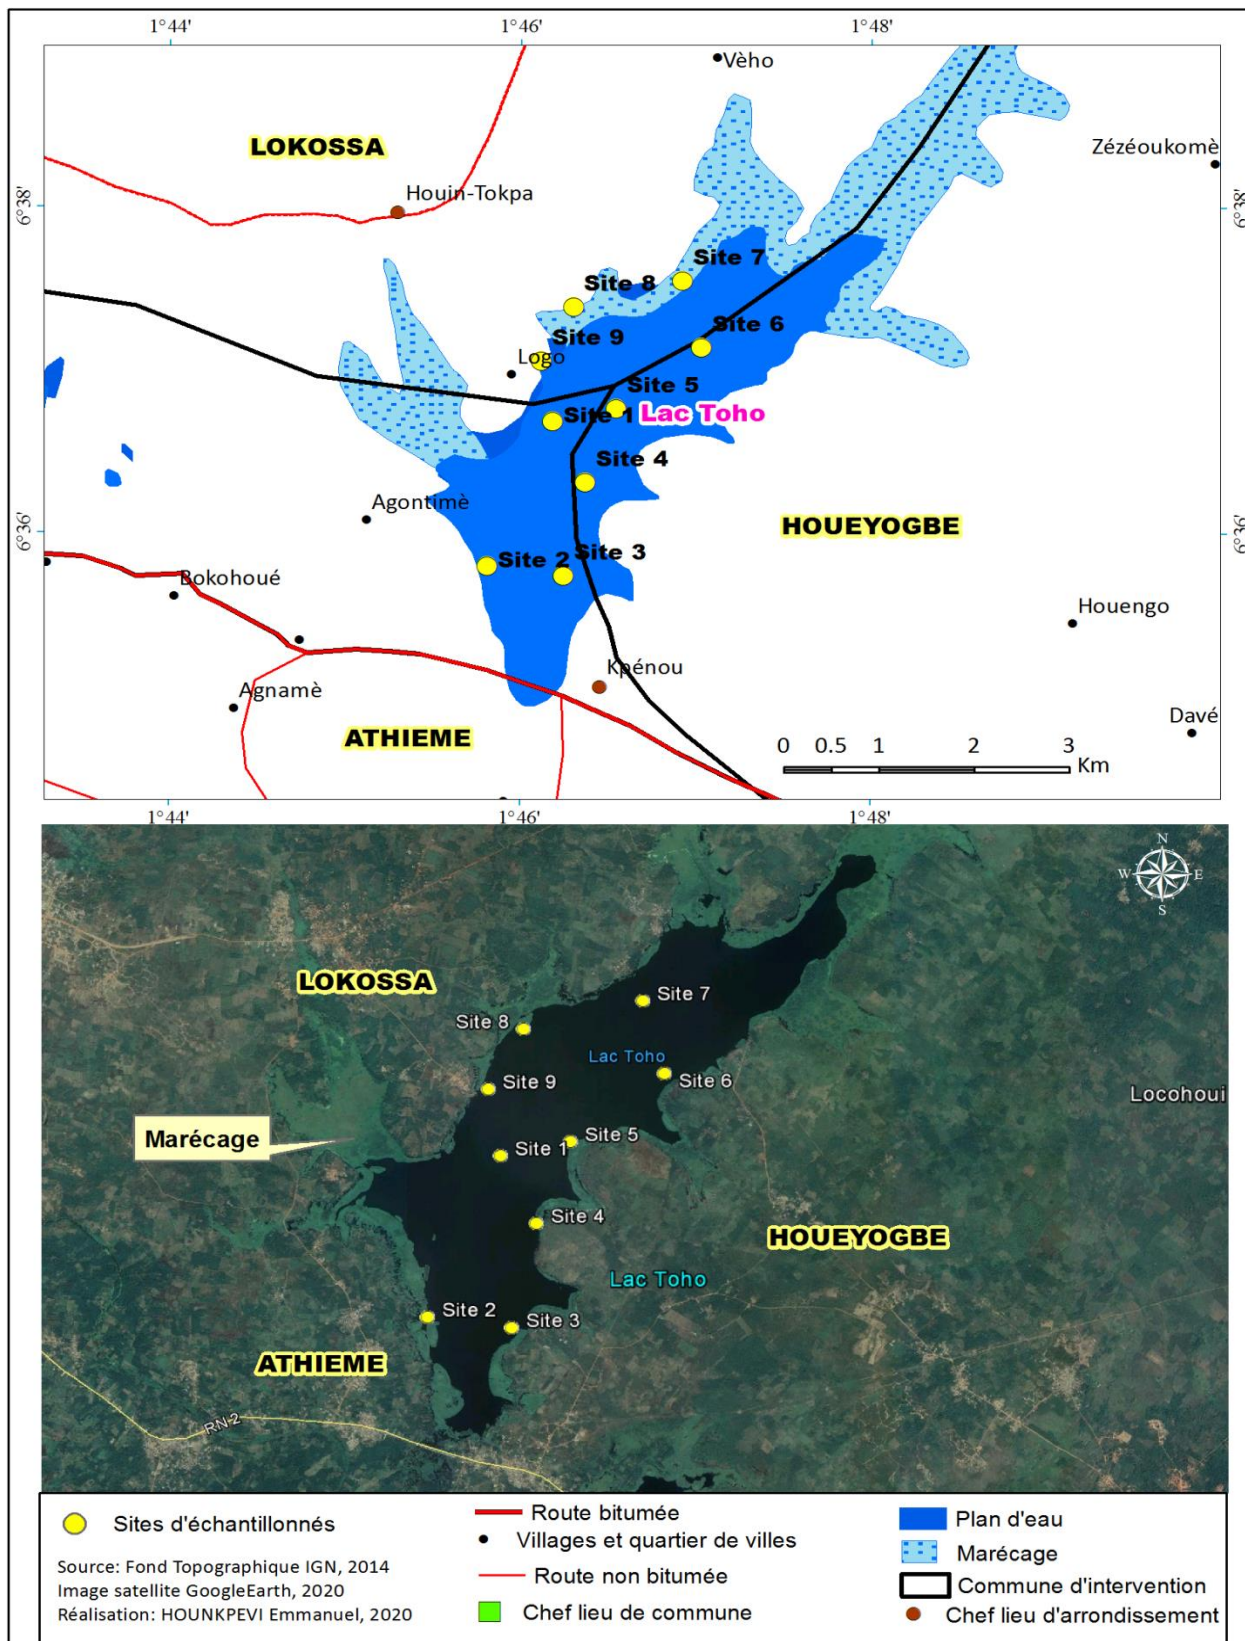 1°44' 1°46' 1°48'
Vèho
LOKOSSA
Zézéoukomè
Houin-Tokpa
6°38' 6°38'
Site 7
Site 8
Site 6
Site 9
Logo
Site 5
Site 1 Lac Toho
Site 4
Agontimè
HOUEYOGBE
6°36' 6°36'
Site 2 Site 3
Bokohoué
Houengo
Kpénou
Agnamè
Davé
ATHIEME
0 0.5 1 2 3
Km
1°44' 1°46' 1°48'
N
W E
S
LOKOSSA
Site 7
Site 8
Lac Toho
Site 6
Site 9
Locohoui
Marécage
Site 5
Site 1
Site 4
HOUEYOGBE
Lac Toho
Site 2
Site 3
ATHIEME
RN 2
Sites d'échantillonnés
Source: Fond Topographique IGN, 2014
Image satellite GoogleEarth, 2020
Réalisation: HOUNKPEVI Emmanuel, 2020
Route bitumée
Villages et quartier de villes
Route non bitumée
Chef lieu de commune
Plan d'eau
Marécage
Commune d'intervention
Chef lieu d'arrondissement